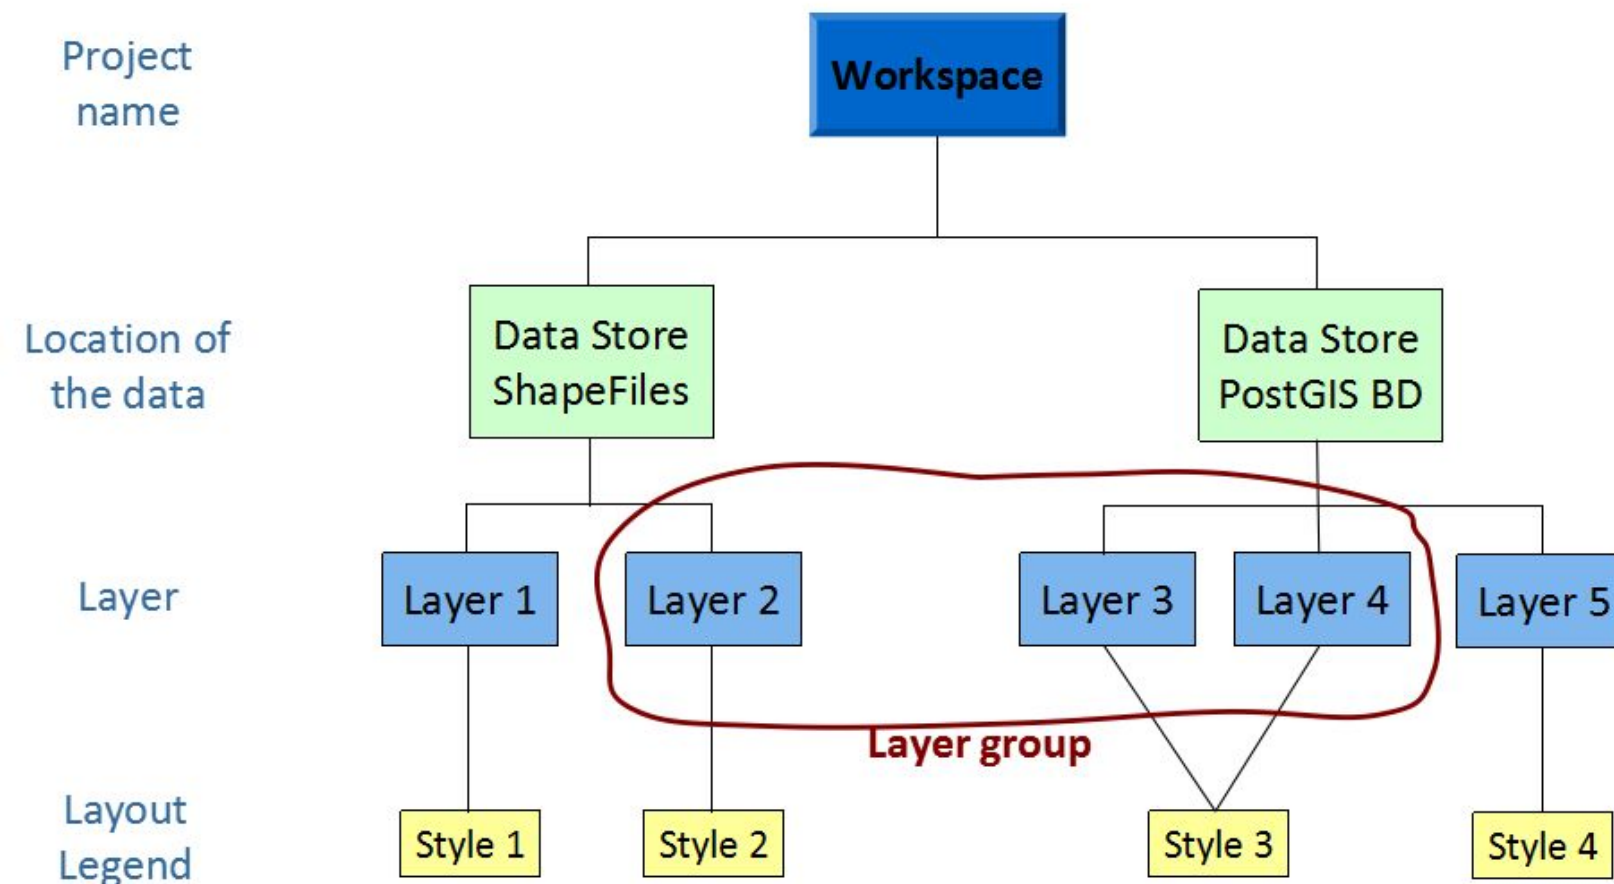 Project
name
Workspace
Location of
the data
Data Store
ShapeFiles
Data Store
PostGIS BD
Layer
Layer 1
Layer 2
Layer 3
Layer 4
Layer 5
Layer group
Layout
Legend
Style 1
Style 2
Style 3
Style 4